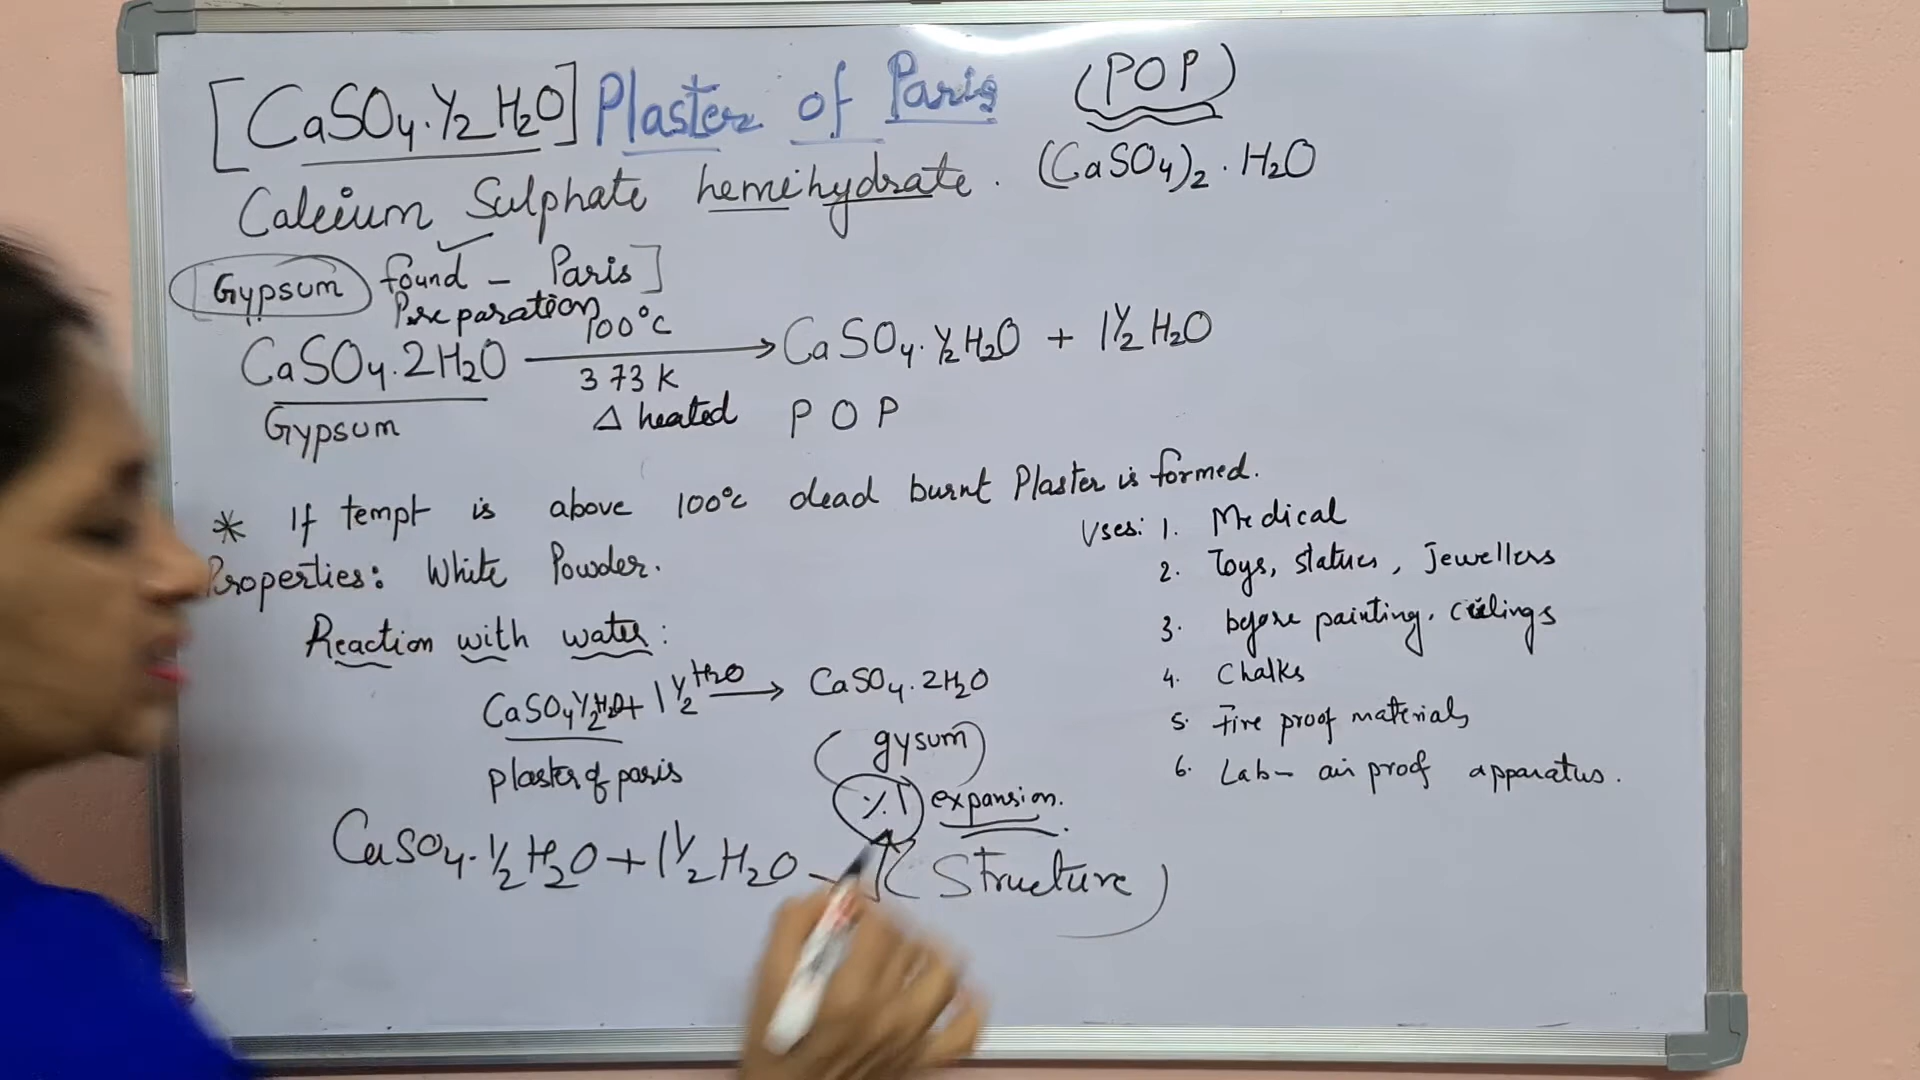 [CaSO₄.½H₂O] Plaster of Paris (POP)
Calcium Sulphate hemihydrate. (CaSO₄)₂.H₂O
Gypsum found - Paris]
Preparation
CaSO₄.2H₂O 100°C → CaSO₄.½H₂O + 1½H₂O
373K
Gypsum Δ heated POP
* If tempt is above 100°C dead burnt Plaster is formed.
Properties: White Powder.
Reaction with water:
CaSO₄½H₂O+ 1½H₂O → CaSO₄.2H₂O
plaster of paris (gysum)
%↑ expansion.
CaSO₄.½H₂O + 1½H₂O
(Structure)
Uses: 1. Medical
2. Toys, statues, Jewellers
3. before painting. ceilings
4. Chalks
5. Fire proof materials
6. Lab- air proof apparatus.